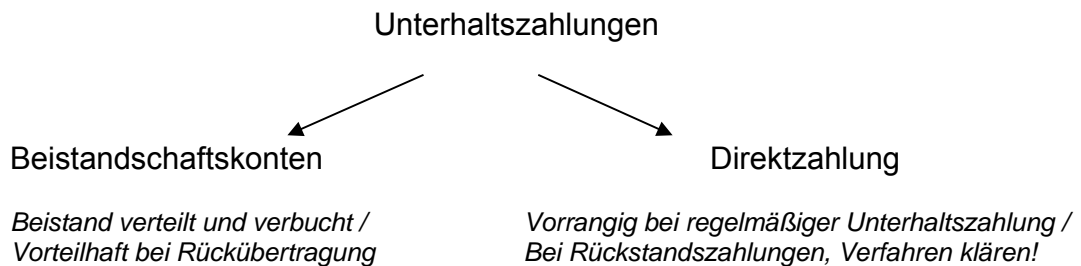 Unterhaltszahlungen
Beistandschaftskonten
Direktzahlung
Beistand verteilt und verbucht /
Vorteilhaft bei Rückübertragung
Vorrangig bei regelmäßiger Unterhaltszahlung /
Bei Rückstandszahlungen, Verfahren klären!